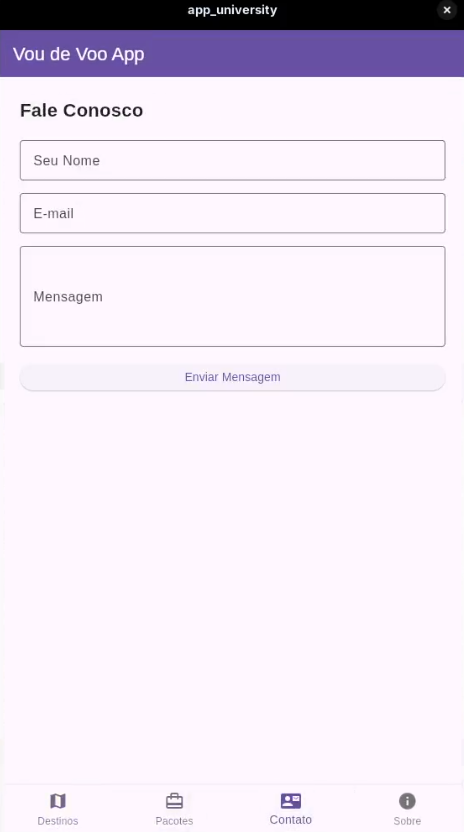 app_university
Vou de Voo App
Fale Conosco
Seu Nome
E-mail
Mensagem
Enviar Mensagem
Destinos Pacotes Contato Sobre